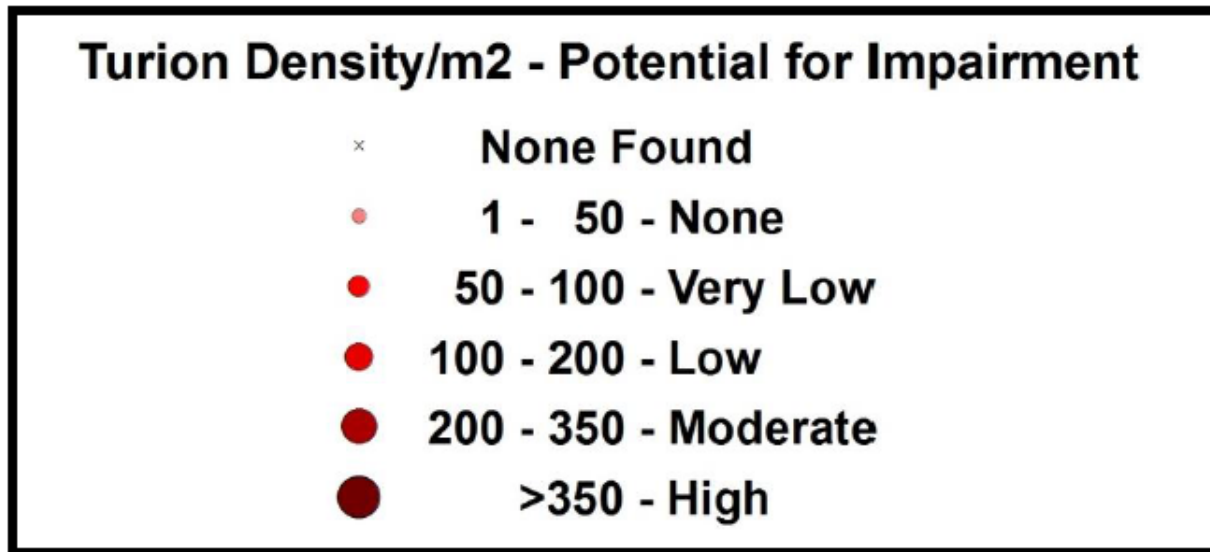 Turion Density/m2 - Potential for Impairment
None Found
1 - 50 - None
50 - 100 - Very Low
100 - 200 - Low
200 - 350 - Moderate
>350 - High